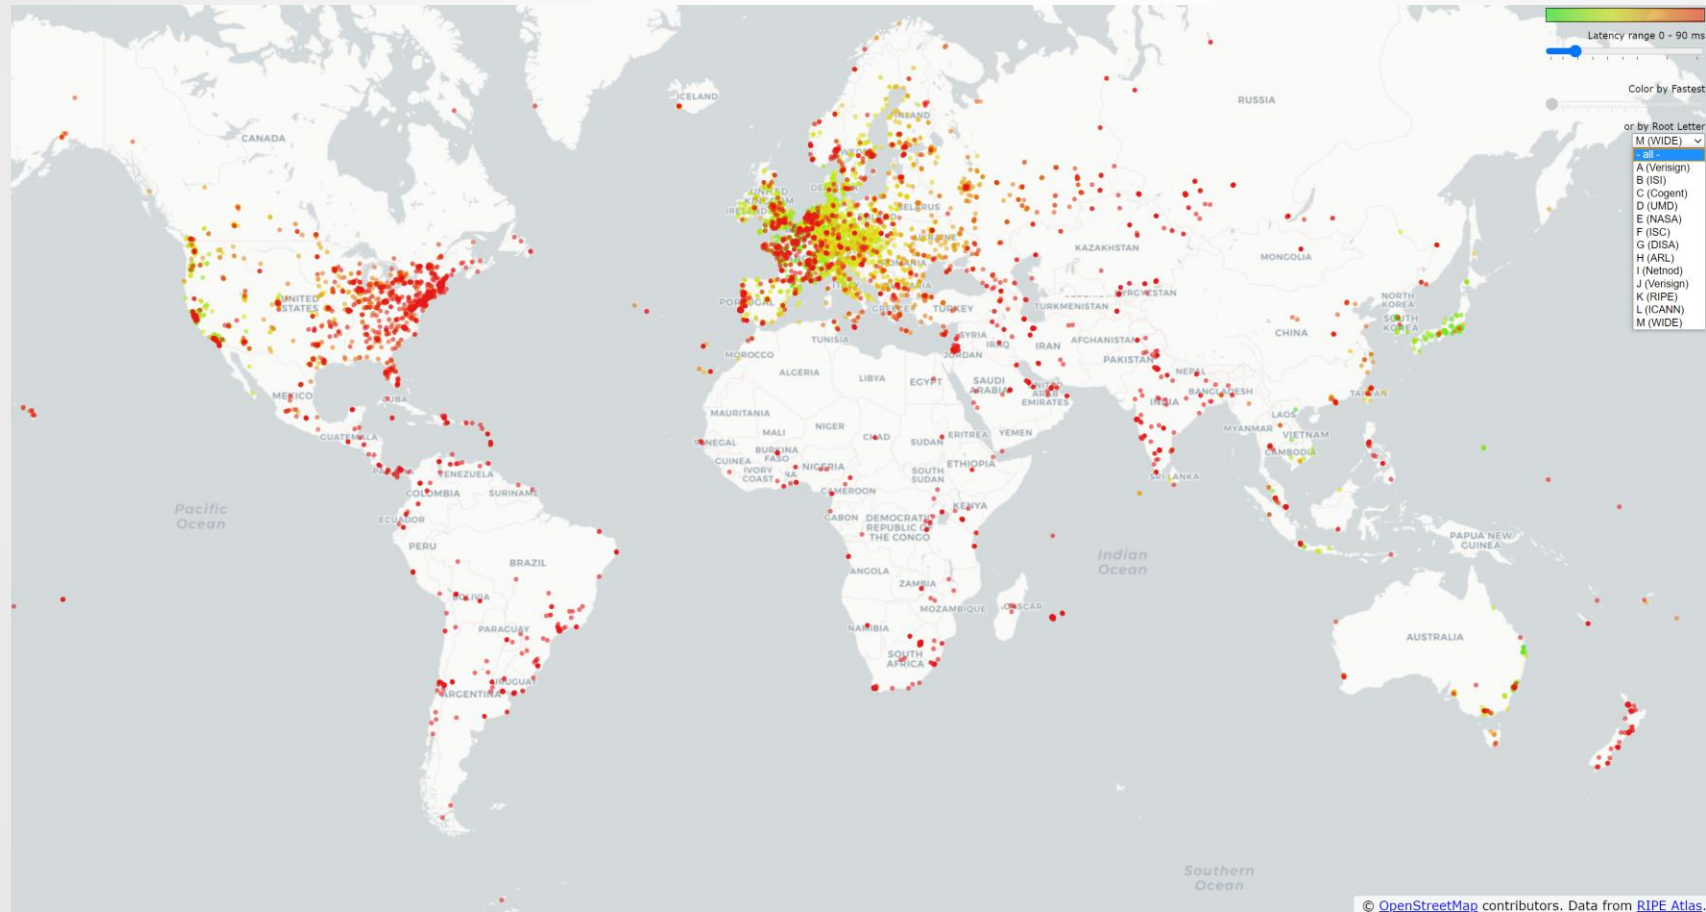 Latency range 0 - 90 ms
Color by Fastest
or by Root Letter
M (WIDE)
- all -
A (Verisign)
B (ISI)
C (Cogent)
D (UMD)
E (NASA)
F (ISC)
G (DISA)
H (ARL)
I (Netnod)
J (Verisign)
K (RIPE)
L (ICANN)
M (WIDE)
ICELAND
RUSSIA
CANADA
KAZAKHSTAN
MONGOLIA
UNITED
STATES
NORTH
KOREA
SOUTH
KOREA
TURKMENISTAN
TURKEY
CHINA
TUNISIA
SYRIA
IRAQ
IRAN
AFGHANISTAN
MOROCCO
JORDAN
PAKISTAN
ALGERIA
LIBYA
EGYPT
SAUDI
ARABIA
UNITED
ARAB
EMIRATES
NEPAL
BANGLADESH
INDIA
MEXICO
CUBA
MAURITANIA
LAOS
MYANMAR
VIETNAM
CAMBODIA
GUATEMALA
MALI
NIGER
CHAD
SUDAN
ERITREA
YEMEN
SENEGAL
GUINEA
BURKINA
FASO
IVORY
COAST
NIGERIA
SOUTH
SUDAN
ETHIOPIA
SRI LANKA
VENEZUELA
COLOMBIA
SURINAME
CAMEROON
Pacific
Ocean
ECUADOR
GABON
KENYA
THE CONGO
PERU
BRAZIL
Indian
Ocean
PAPUA NEW
GUINEA
ANGOLA
ZAMBIA
BOLIVIA
MOZAMBIQUE
PARAGUAY
NAMIBIA
AUSTRALIA
SOUTH
AFRICA
ARGENTINA
Southern
Ocean
© OpenStreetMap contributors. Data from RIPE Atlas.